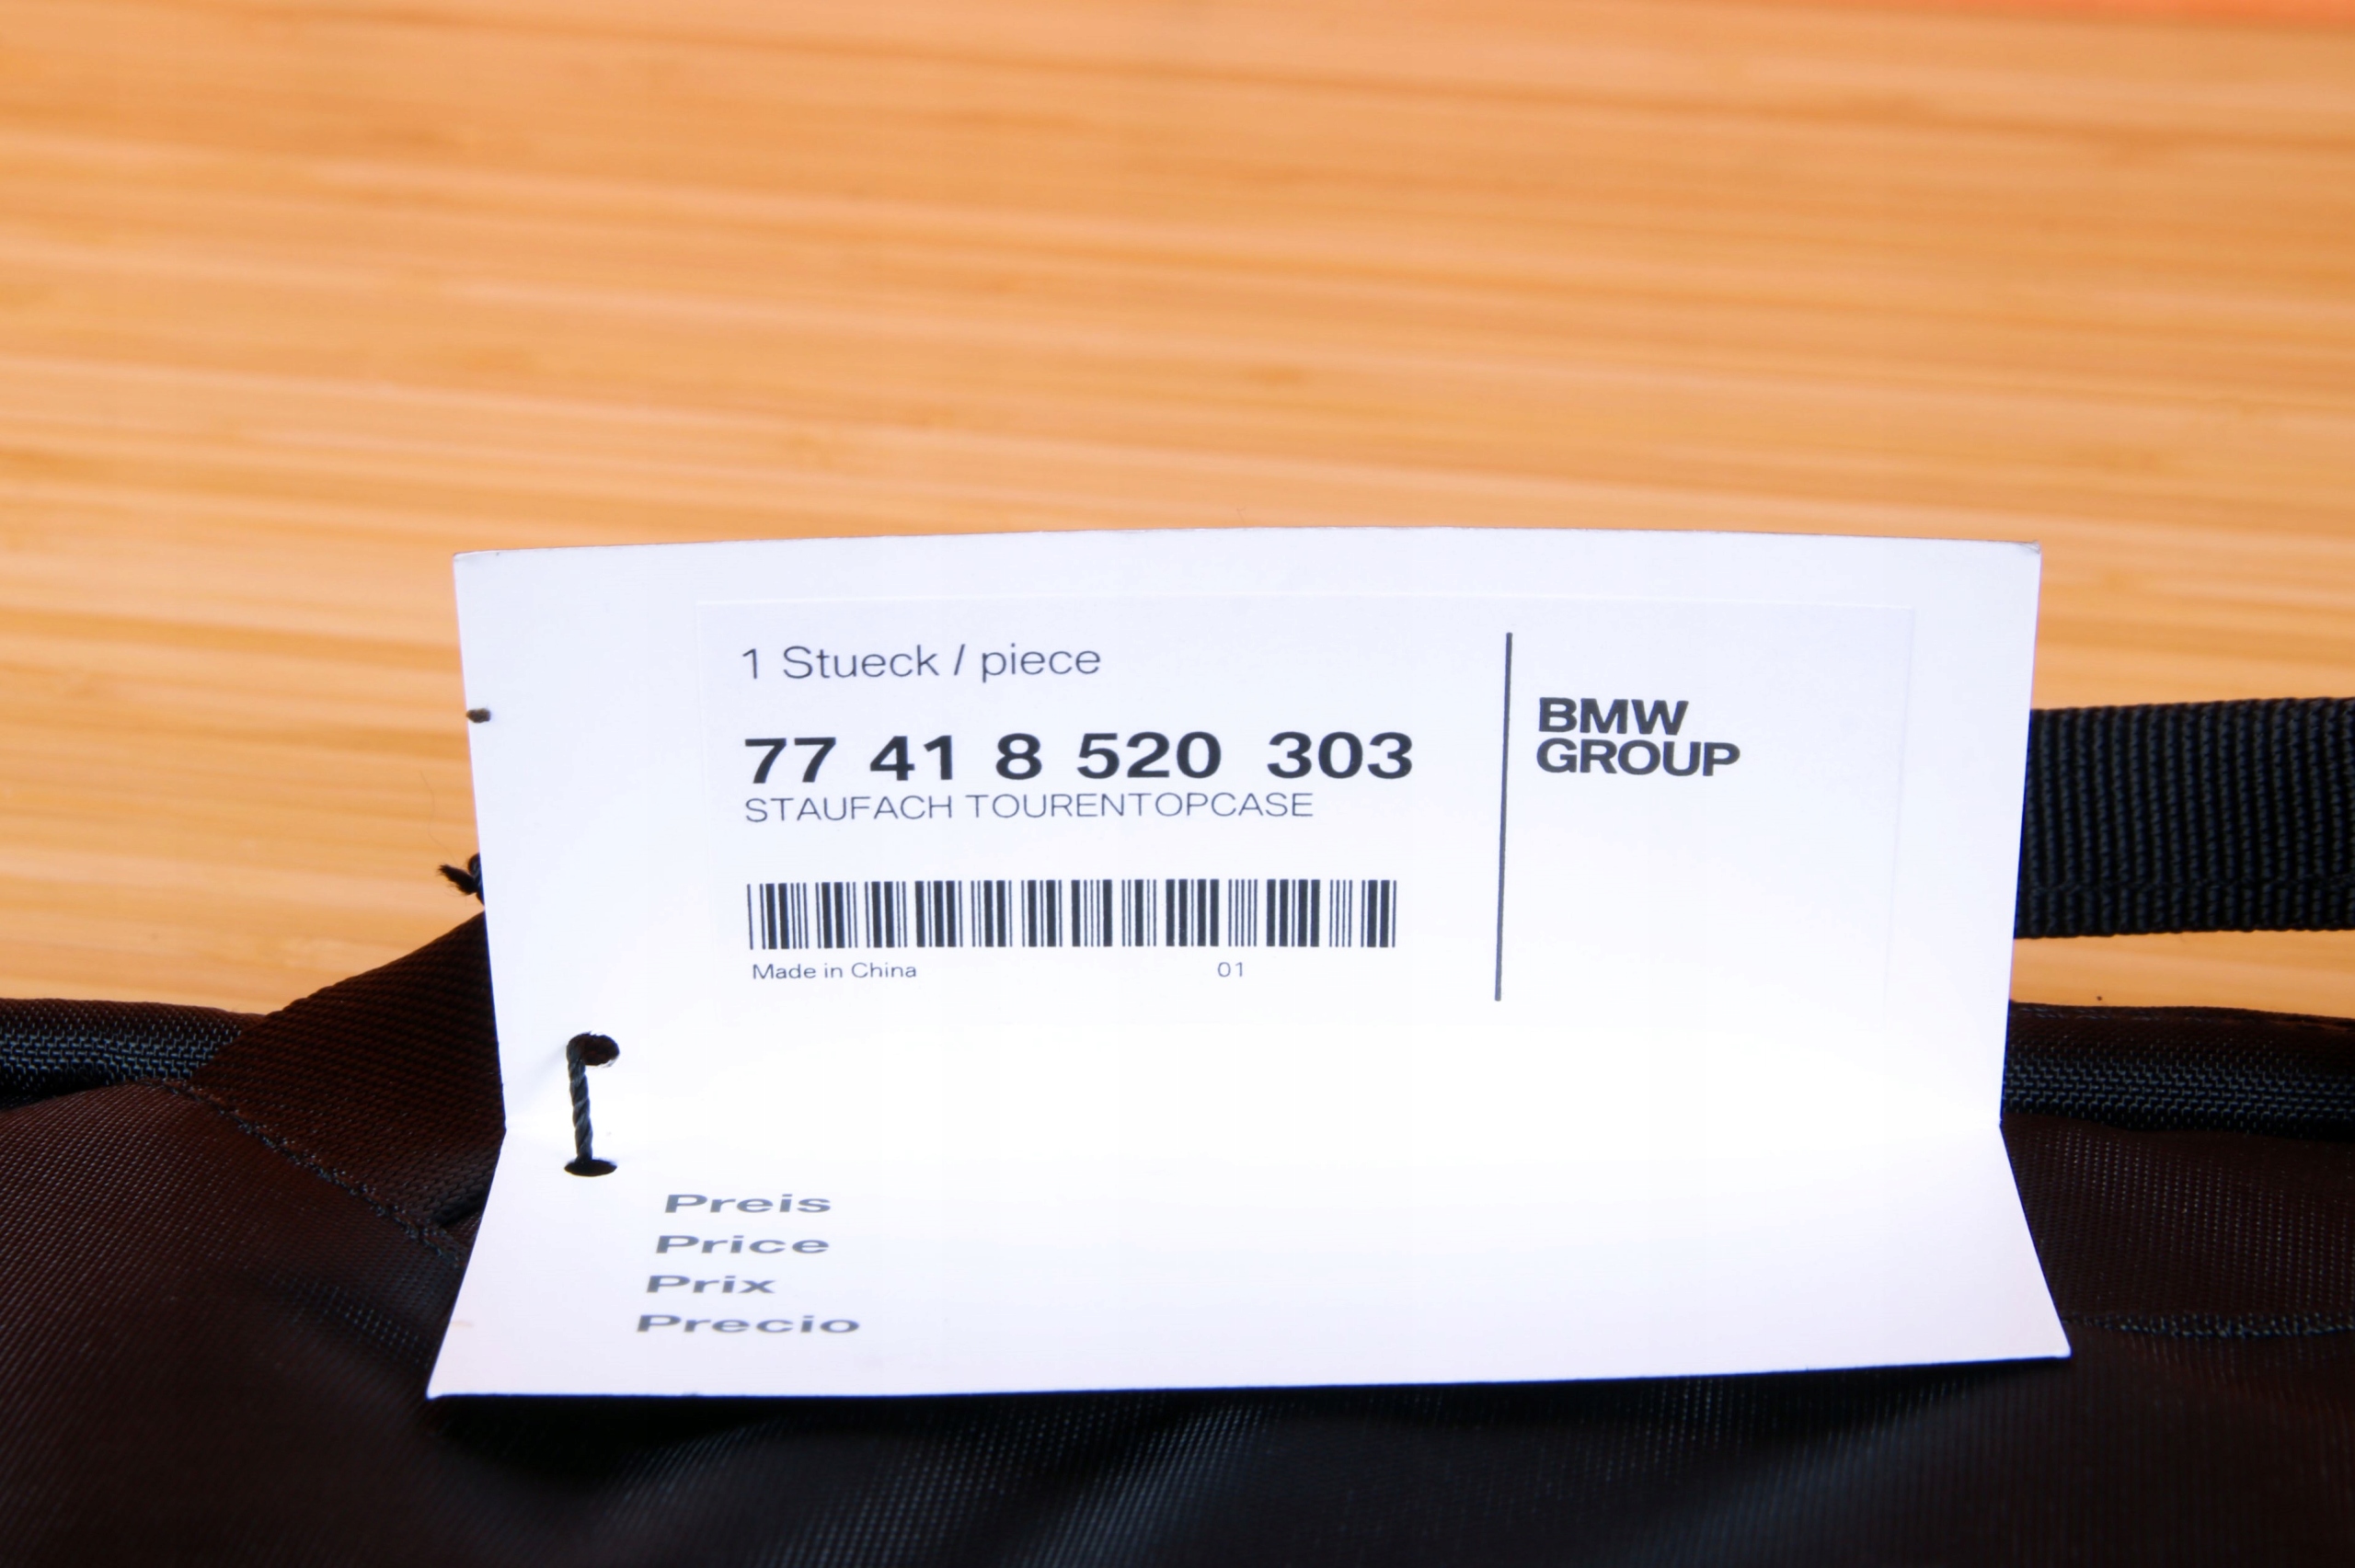 1 Stueck / piece
77 41 8 520 303
STAUFACH TOURENTOPCASE
Made in China 01
BMW
GROUP
Preis
Price
Prix
Precio